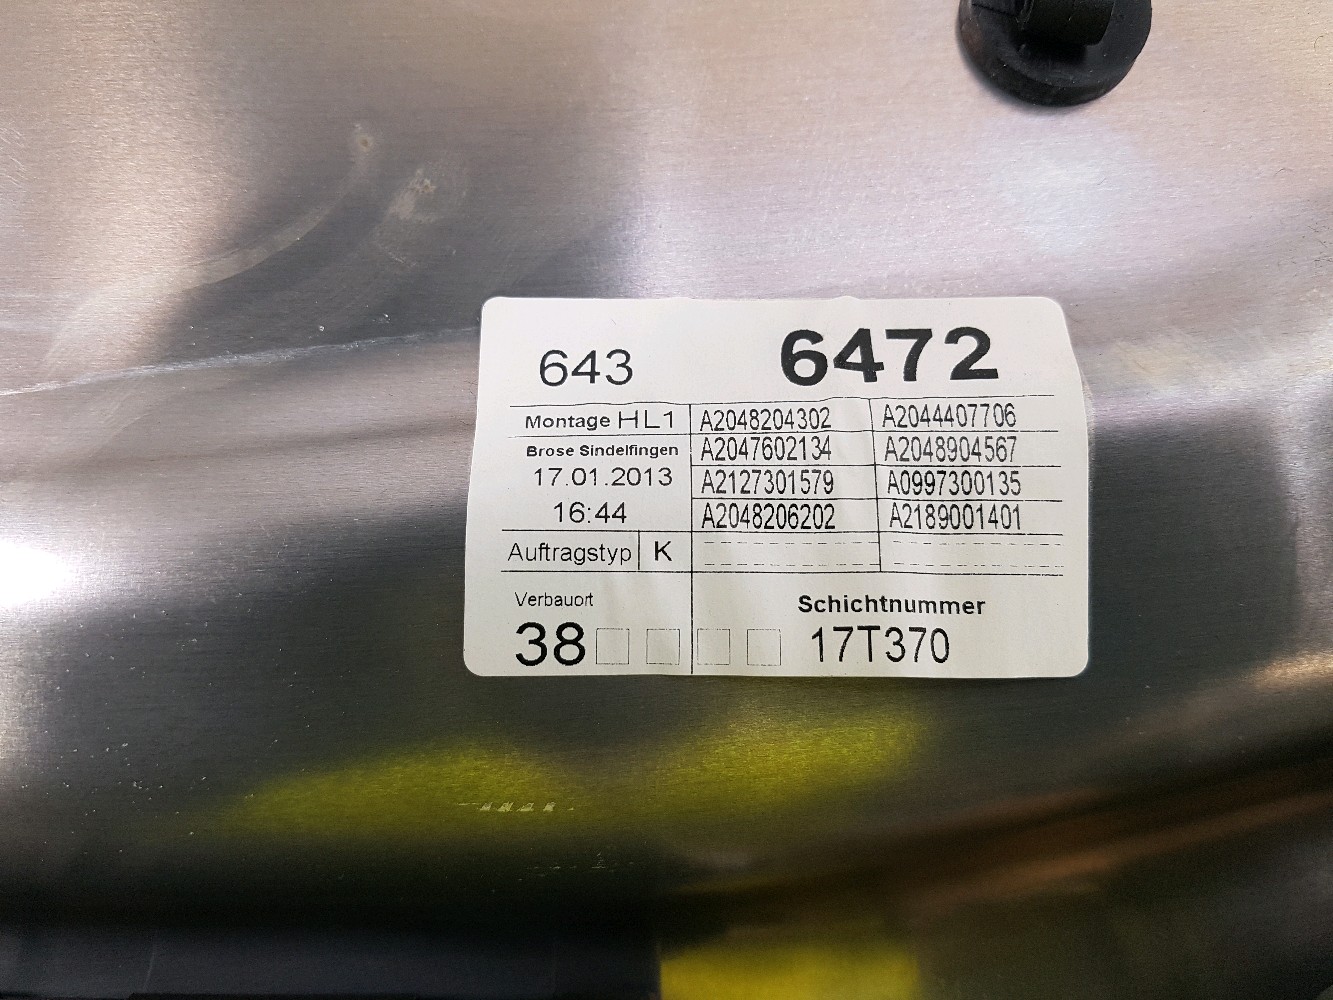 643 6472
Montage HL1 A2048204302 A2044407706
Brose Sindelfingen A2047602134 A2048904567
17.01.2013 A2127301579 A0997300135
16:44 A2048206202 A2189001401
Auftragstyp K
Verbauort Schichtnummer
38 17T370